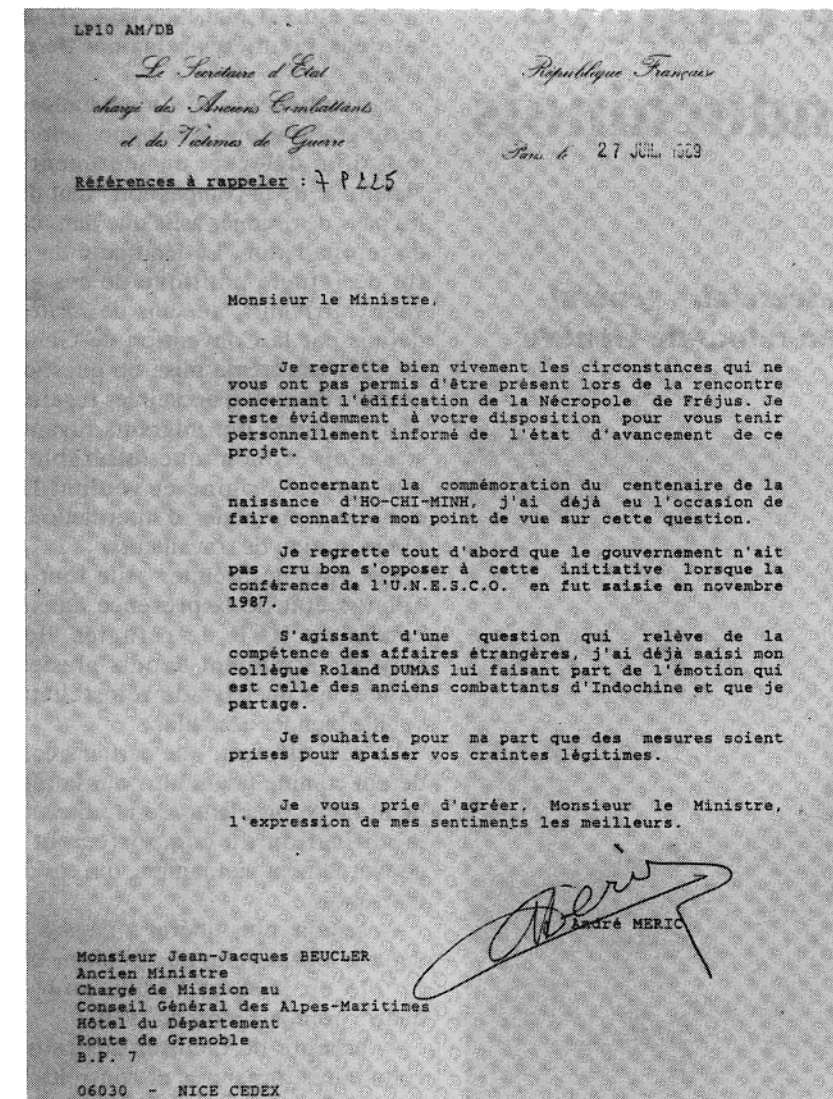 LP10 AM/DB
Le Secrétaire d'Etat
chargé des Anciens Combattants
et des Victimes de Guerre
République Française
Paris, le 27 JUIL. 1989
Références à rappeler : 7 P
Monsieur le Ministre,
Je regrette bien vivement les circonstances qui ne
vous ont pas permis d'être présent lors de la rencontre
concernant l'édification de la Nécropole de Fréjus. Je
reste évidemment à votre disposition pour vous tenir
personnellement informé de l'état d'avancement de ce
projet.
Concernant la commémoration du centenaire de la
naissance d'HO-CHI-MINH, j'ai déjà eu l'occasion de
faire connaître mon point de vue sur cette question.
Je regrette tout d'abord que le gouvernement n'ait
pas cru bon s'opposer à cette initiative lorsque la
conférence de l'U.N.E.S.C.O. en fut saisie en novembre
1987.
S'agissant d'une question qui relève de la
compétence des affaires étrangères, j'ai déjà saisi mon
collègue Roland DUMAS lui faisant part de l'émotion qui
est celle des anciens combattants d'Indochine et que je
partage.
Je souhaite pour ma part que des mesures soient
prises pour apaiser vos craintes légitimes.
Je vous prie d'agréer, Monsieur le Ministre,
l'expression de mes sentiments les meilleurs.
André MERIC
Monsieur Jean-Jacques BEUCLER
Ancien Ministre
Chargé de Mission au
Conseil Général des Alpes-Maritimes
Hôtel du Département
Route de Grenoble
B.P. 7
06030 - NICE CEDEX